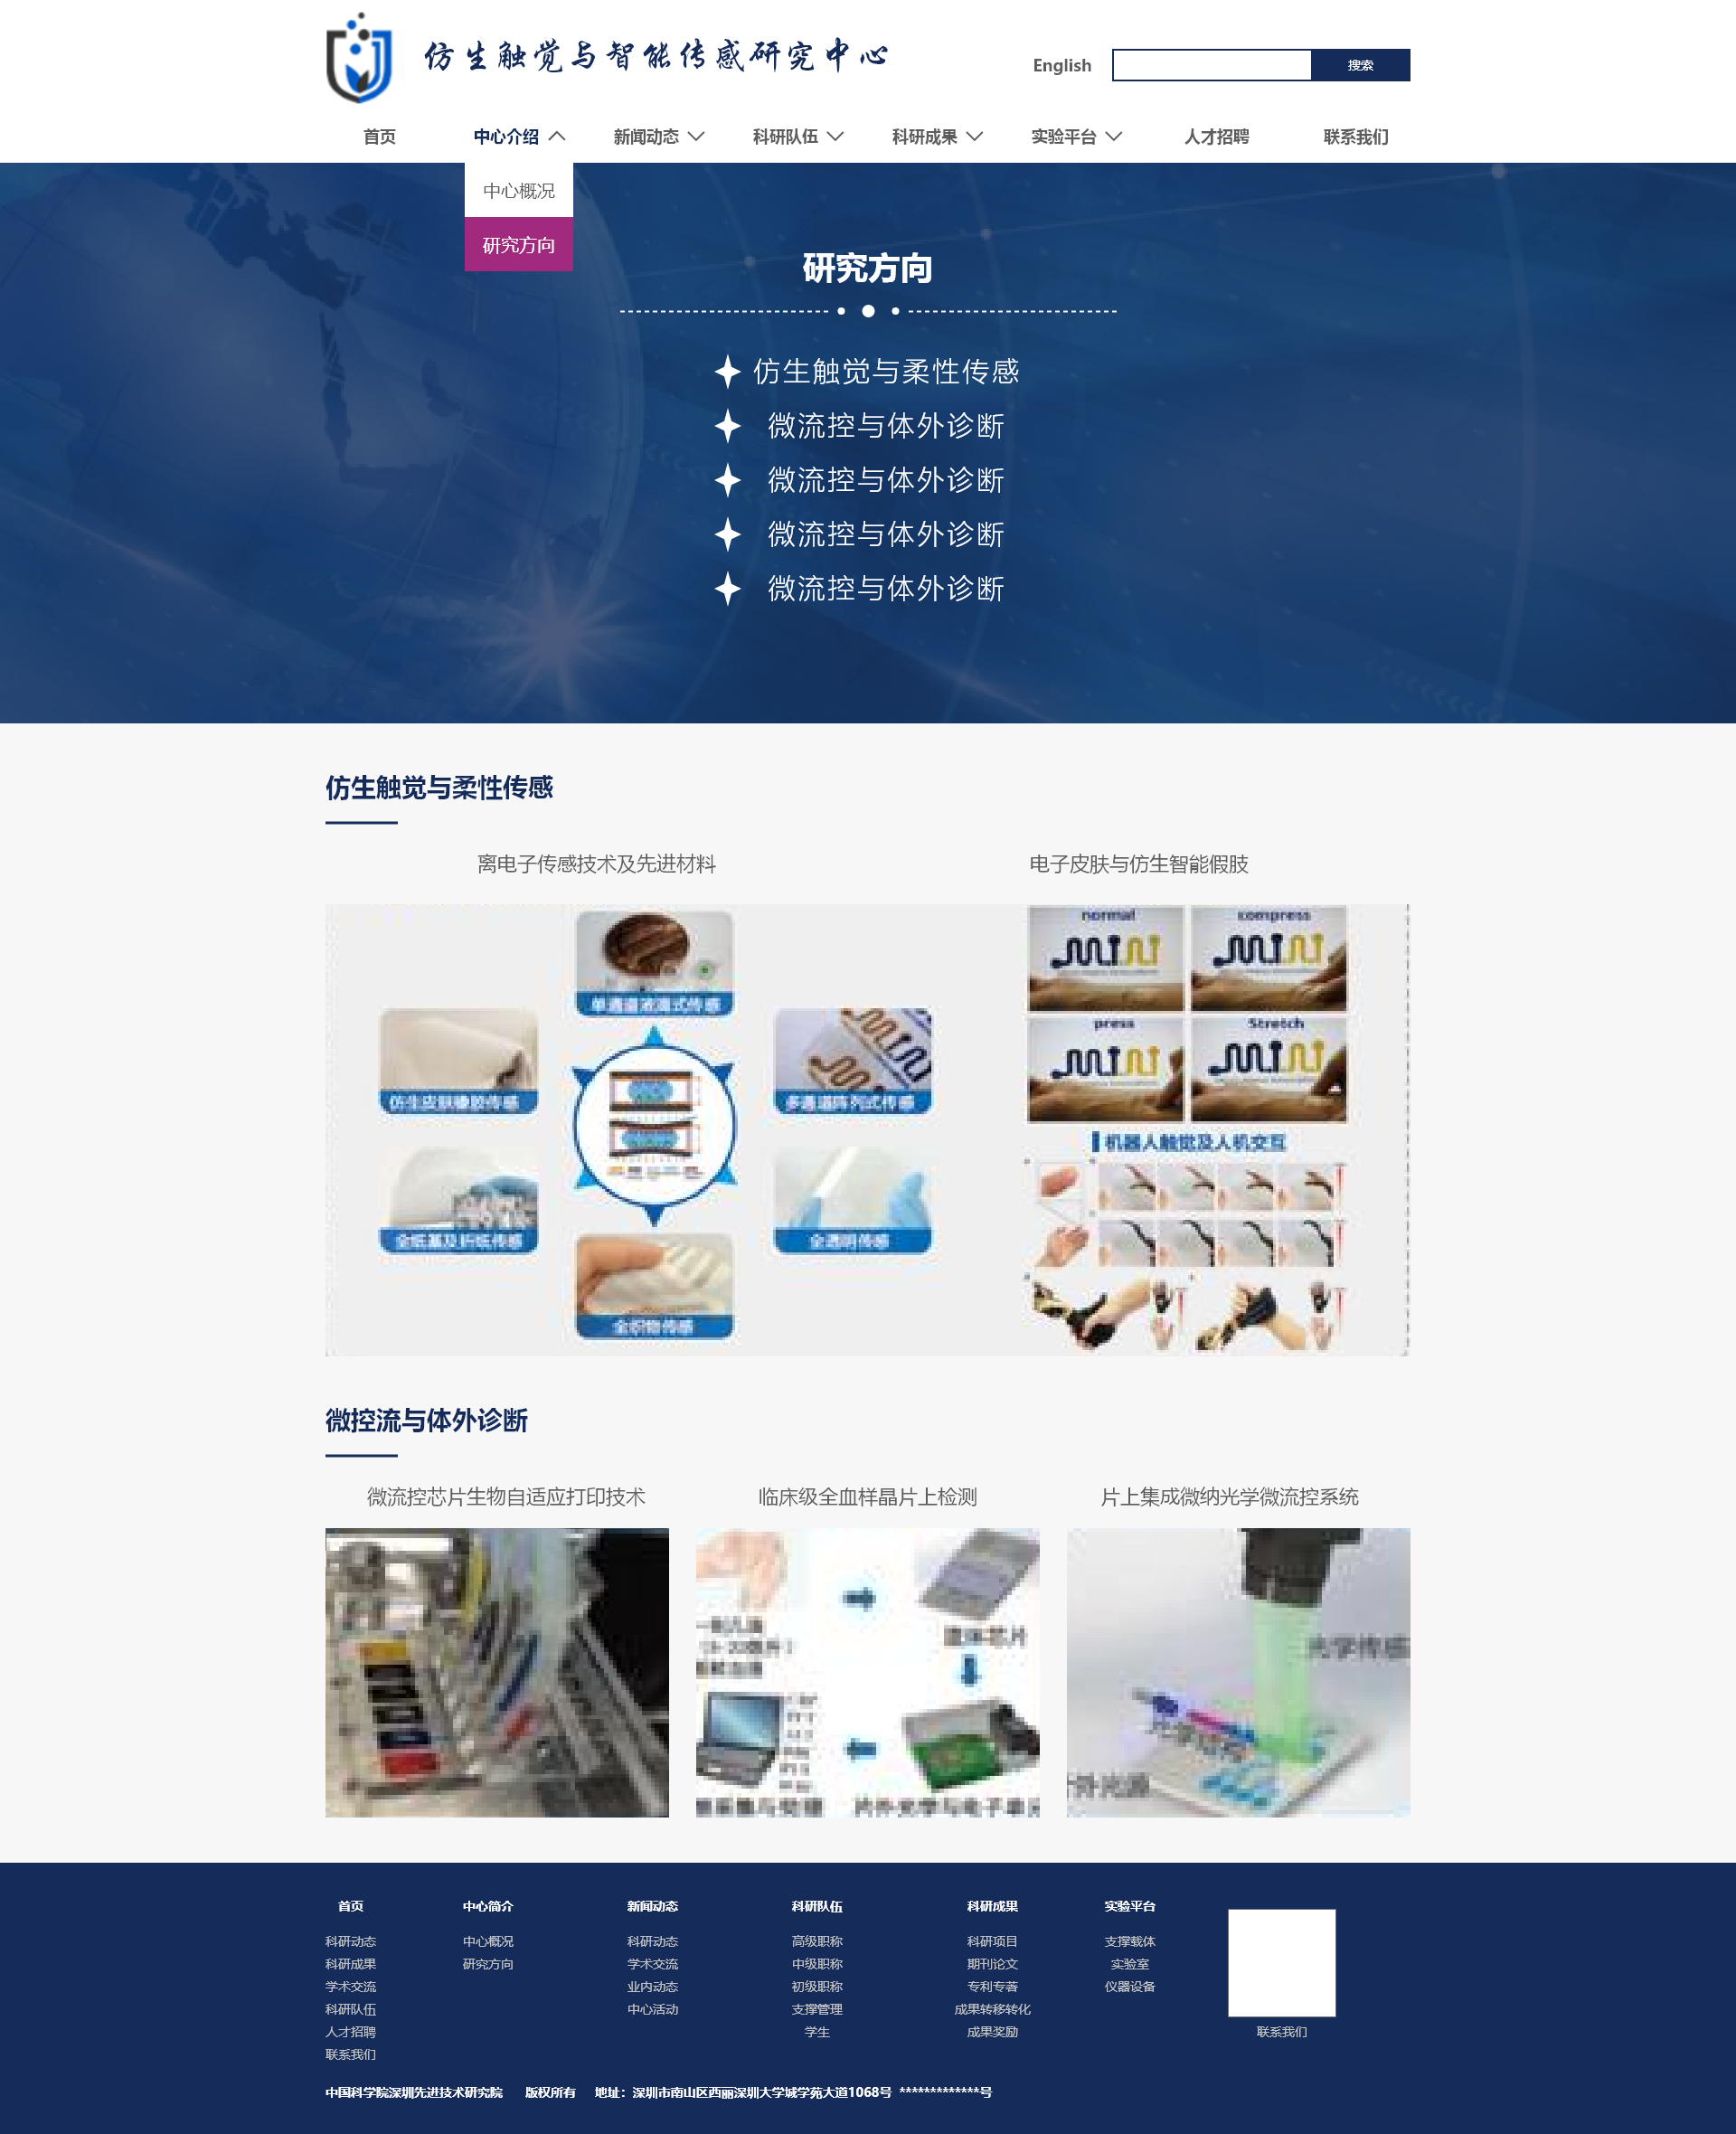 仿生触觉与智能传感研究中心
English
搜索
首页 中心介绍 新闻动态 科研队伍 科研成果 实验平台 人才招聘 联系我们
中心概况
研究方向
研究方向
仿生触觉与柔性传感
微流控与体外诊断
微流控与体外诊断
微流控与体外诊断
微流控与体外诊断
仿生触觉与柔性传感
离电子传感技术及先进材料 电子皮肤与仿生智能假肢
normal compress
单通道液滴式传感
press Stretch
仿生皮肤橡胶传感 多通道阵列式传感
机器人触觉及人机交互
全纸基及折纸传感 全透明传感
全织物传感
微控流与体外诊断
微流控芯片生物自适应打印技术 临床级全血样晶片上检测 片上集成微纳光学微流控系统
光学传感
首页 中心简介 新闻动态 科研队伍 科研成果 实验平台
科研动态 中心概况 科研动态 高级职称 科研项目 支撑载体
科研成果 研究方向 学术交流 中级职称 期刊论文 实验室
学术交流 业内动态 初级职称 专利专著 仪器设备
科研队伍 中心活动 支撑管理 成果转移转化
人才招聘 学生 成果奖励 联系我们
联系我们
中国科学院深圳先进技术研究院 版权所有 地址：深圳市南山区西丽深圳大学城学苑大道1068号 *************号